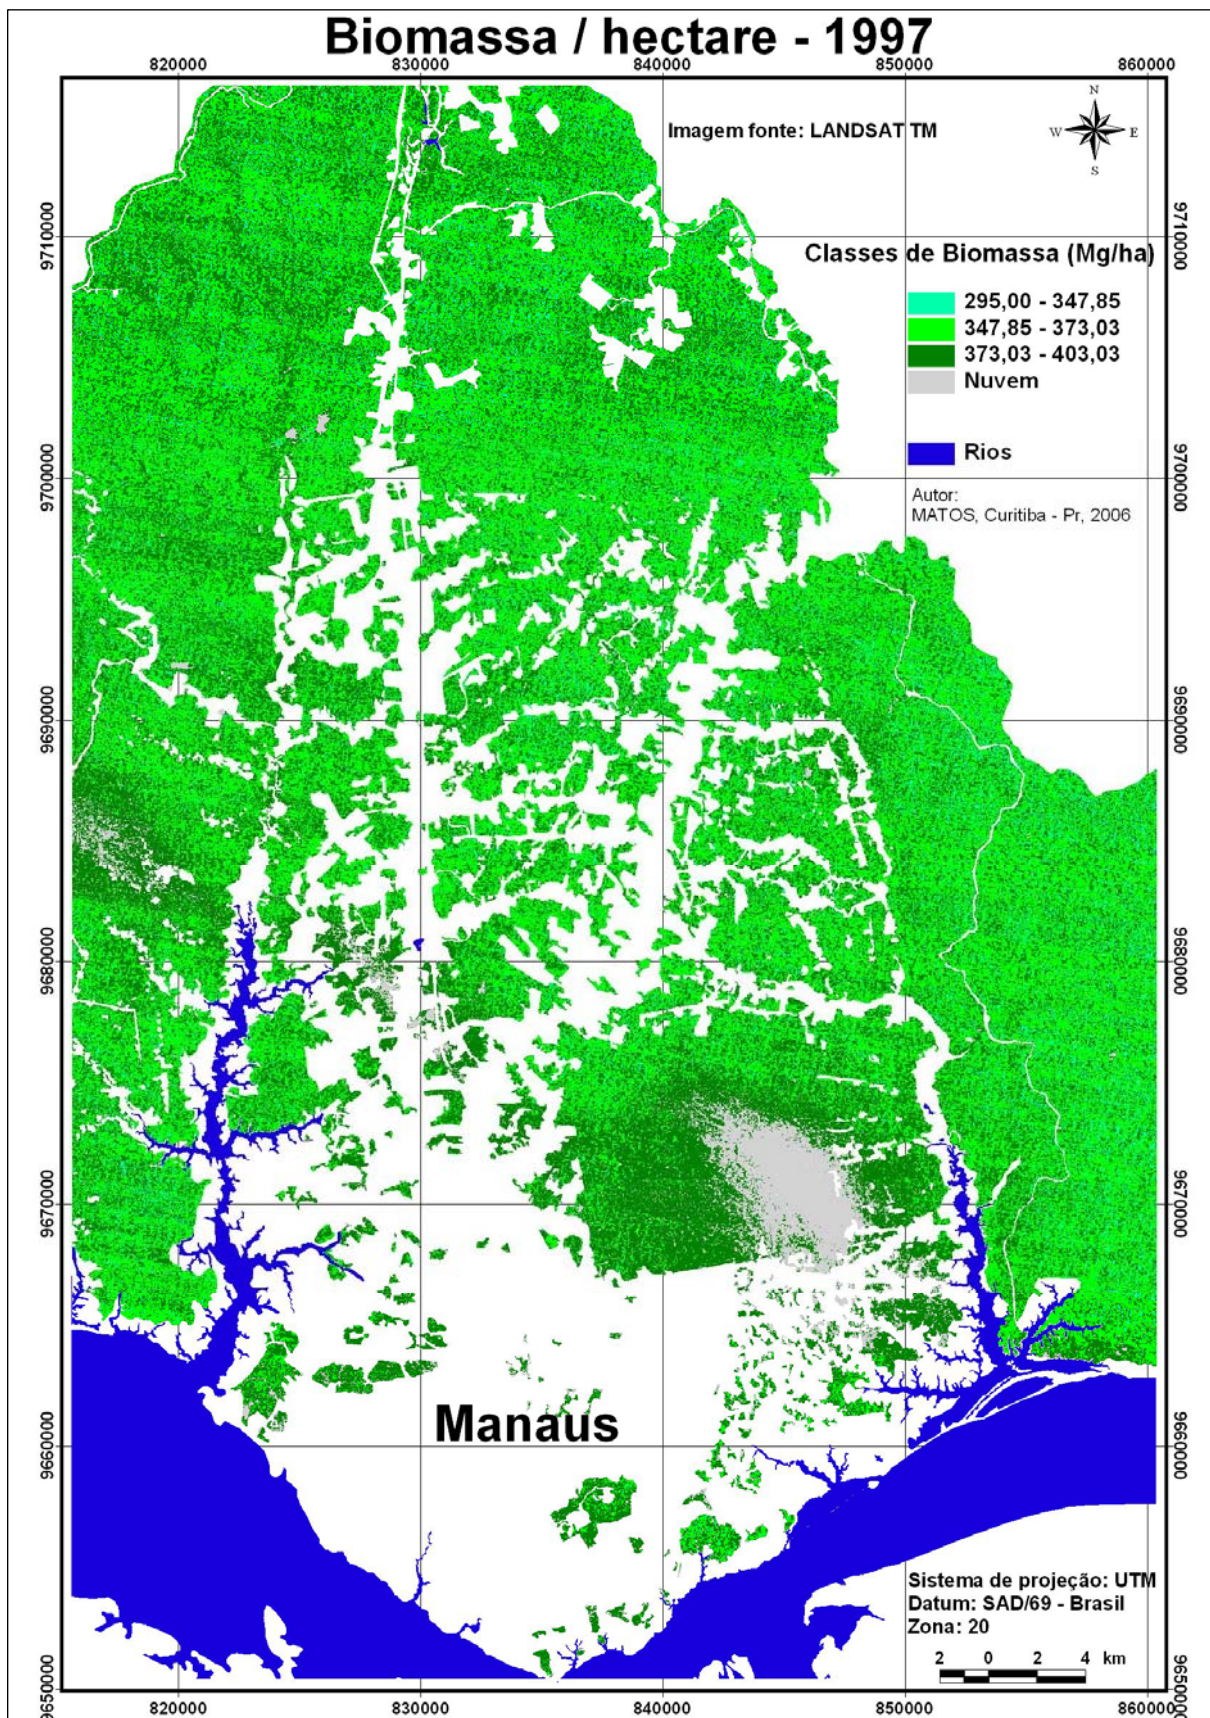 Biomassa / hectare - 1997
820000 830000 840000 850000 860000
Imagem fonte: LANDSAT TM
N
W E
S
9710000 9710000
Classes de Biomassa (Mg/ha)
295,00 - 347,85
347,85 - 373,03
373,03 - 403,03
Nuvem
Rios
9700000 9700000
Autor:
MATOS, Curitiba - Pr, 2006
9690000 9690000
9680000 9680000
9670000 9670000
Manaus
9660000 9660000
Sistema de projeção: UTM
Datum: SAD/69 - Brasil
Zona: 20
2 0 2 4 km
9650000 9650000
820000 830000 840000 850000 860000